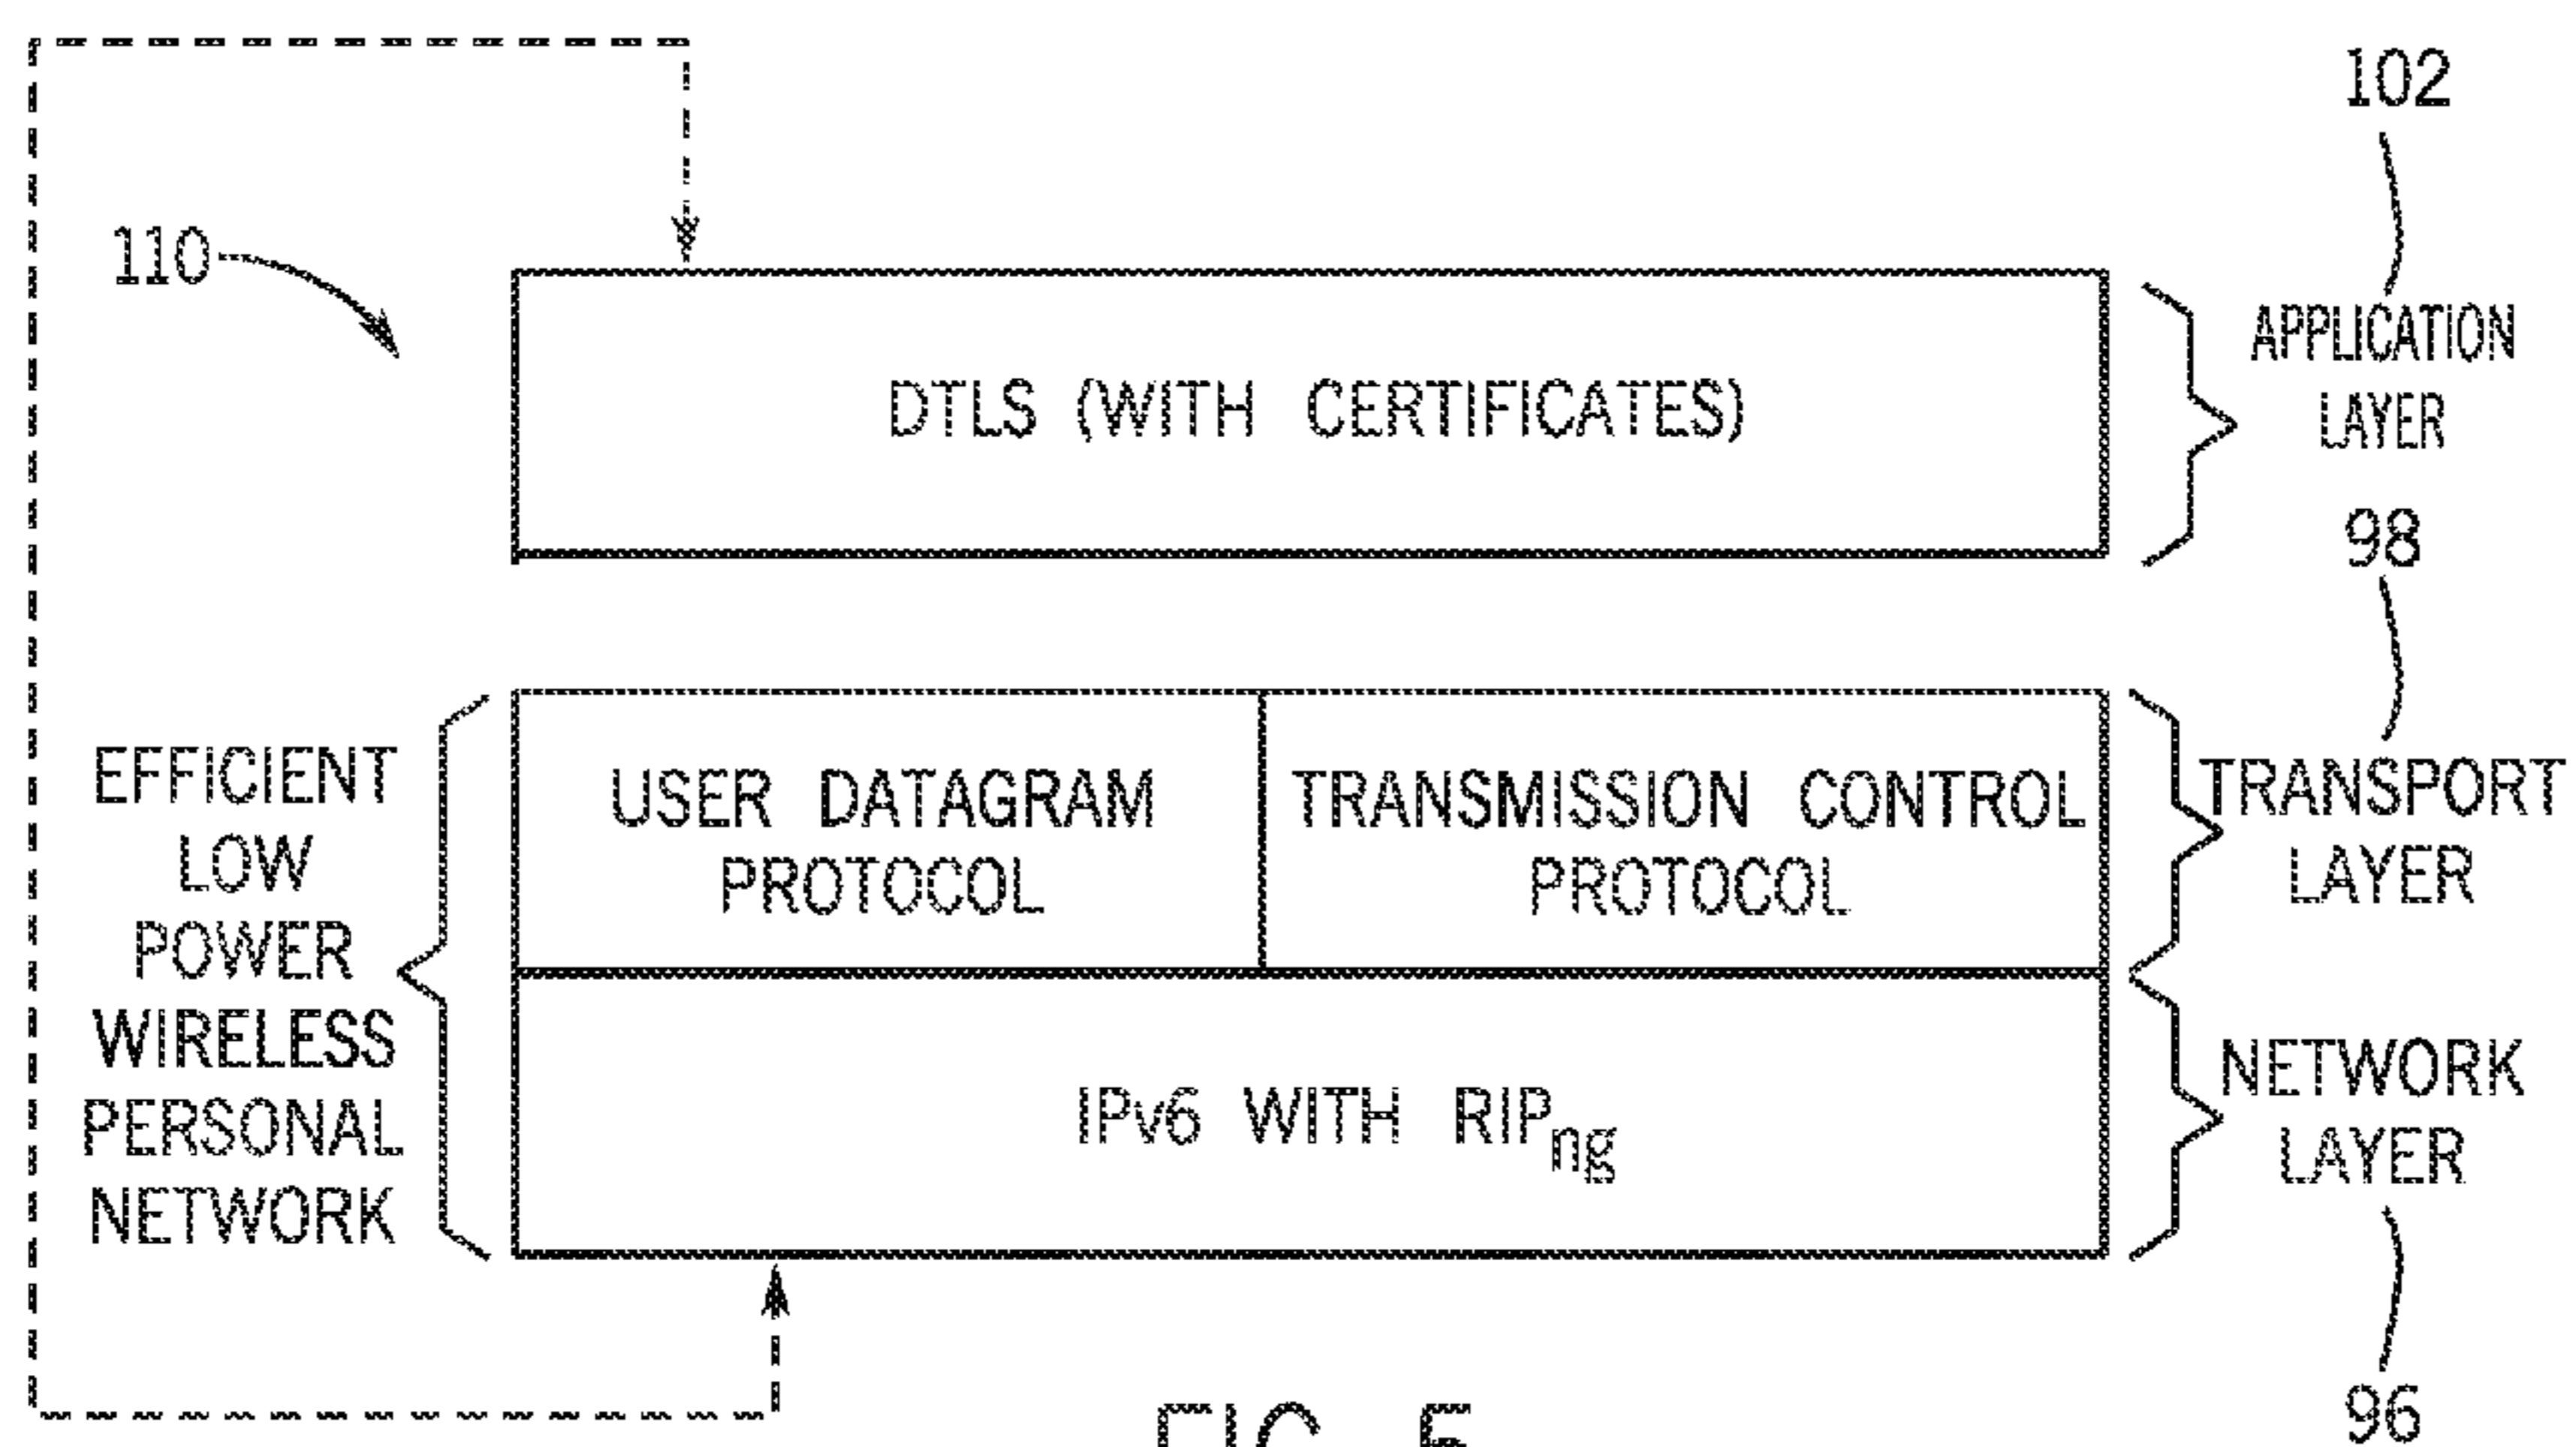 102
110
APPLICATION
LAYER
DTLS (WITH CERTIFICATES)
98
EFFICIENT
LOW
POWER
WIRELESS
PERSONAL
NETWORK
USER DATAGRAM
PROTOCOL
TRANSMISSION CONTROL
PROTOCOL
TRANSPORT
LAYER
IPv6 WITH RIPng
NETWORK
LAYER
96